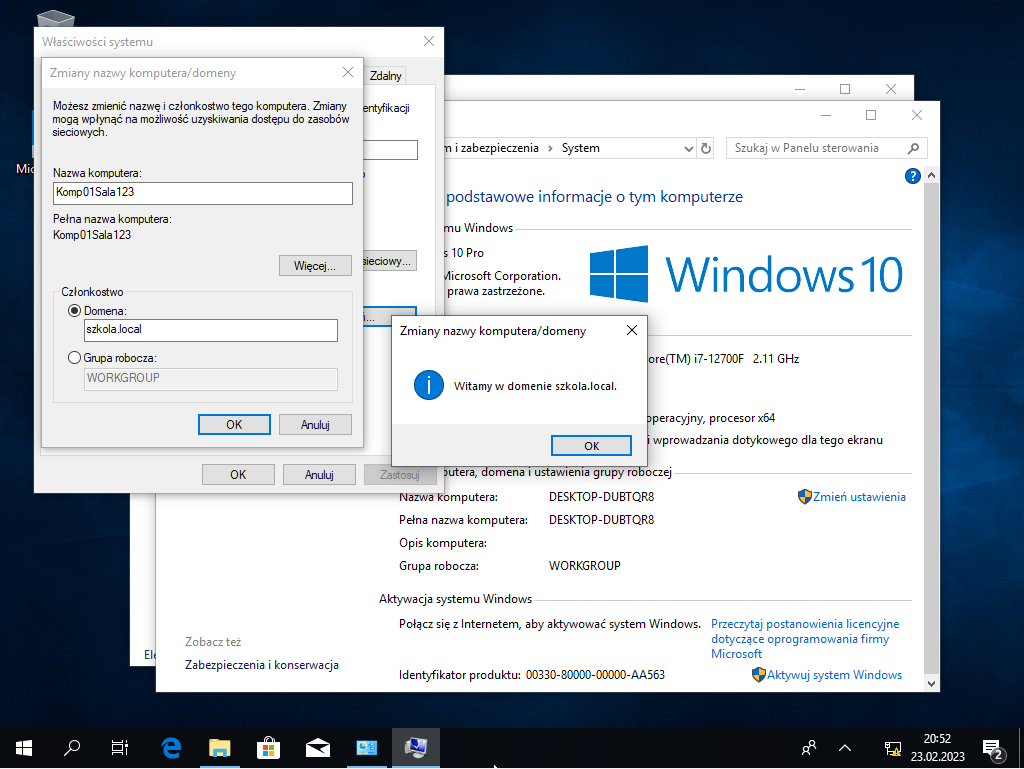 Właściwości systemu
Zmiany nazwy komputera/domeny
Zdalny
Możesz zmienić nazwę i członkostwo tego komputera. Zmiany
mogą wpłynąć na możliwość uzyskiwania dostępu do zasobów
sieciowych.
entyfikacji
Nazwa komputera:
Komp01Sala123
Pełna nazwa komputera:
Komp01Sala123
Więcej...
sieciowy...
Członkostwo
Domena:
szkola.local
Grupa robocza:
WORKGROUP
OK
Anuluj
OK
Anuluj
Zastosuj
Zmiany nazwy komputera/domeny
Witamy w domenie szkola.local.
OK
m i zabezpieczenia > System
Szukaj w Panelu sterowania
podstawowe informacje o tym komputerze
mu Windows
s 10 Pro
Microsoft Corporation.
prawa zastrzeżone.
Windows 10
ore(TM) i7-12700F 2.11 GHz
operacyjny, procesor x64
i wprowadzania dotykowego dla tego ekranu
putera, domena i ustawienia grupy roboczej
Nazwa komputera: DESKTOP-DUBTQR8
Zmień ustawienia
Pełna nazwa komputera: DESKTOP-DUBTQR8
Opis komputera:
Grupa robocza: WORKGROUP
Aktywacja systemu Windows
Połącz się z Internetem, aby aktywować system Windows.
Przeczytaj postanowienia licencyjne
dotyczące oprogramowania firmy
Microsoft
Identyfikator produktu: 00330-80000-00000-AA563
Aktywuj system Windows
Zobacz też
Zabezpieczenia i konserwacja
Ele
Mic
20:52
23.02.2023
2